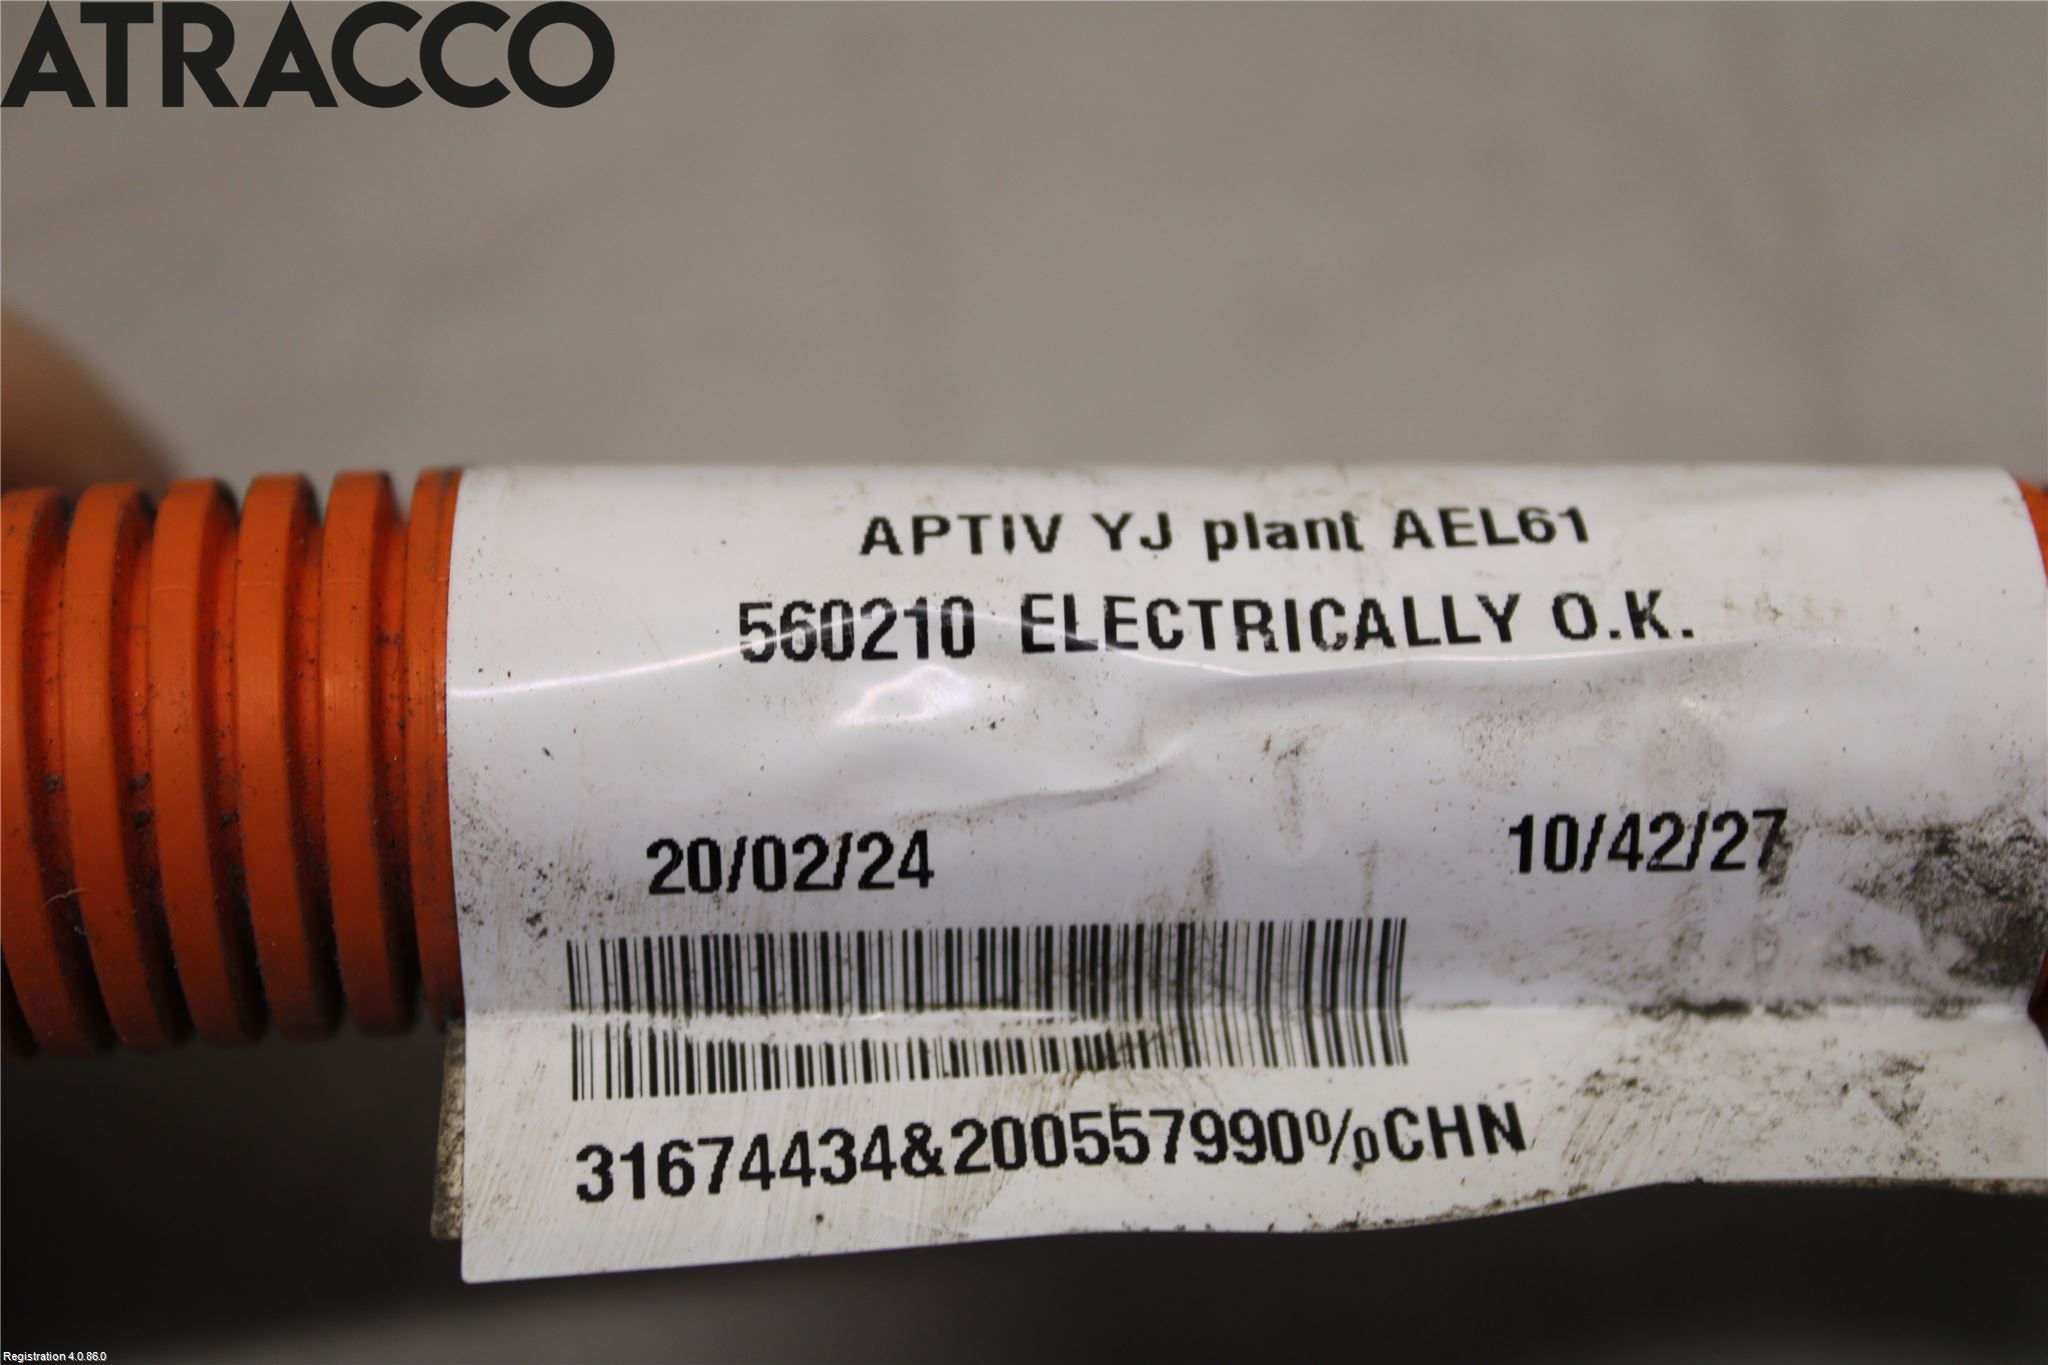 ATRACCO
APTIV YJ plant AEL61
560210 ELECTRICALLY O.K.
20/02/24 10/42/27
31674434&200557990%CHN
Registration 4.0.86.0